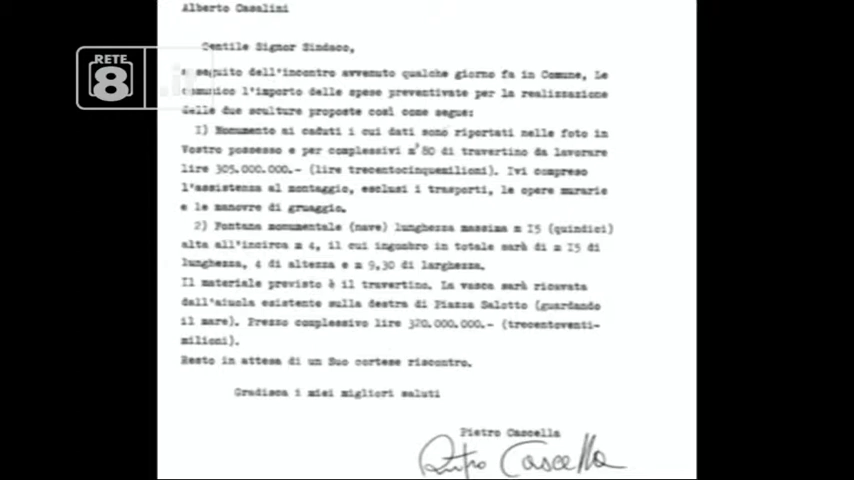 Alberto Casalini
Gentile Signor Sindaco,
RETE
8
.it
a seguito dell'incontro avvenuto qualche giorno fa in Comune, Le
comunico l'importo delle spese preventivate per la realizzazione
delle due sculture proposte così come segue:
1) Monumento ai caduti i cui dati sono riportati nelle foto in
Vostro possesso e per complessivi m³80 di travertino da lavorare
lire 305.000.000.- (lire trecentocinquemilioni). Ivi compreso
l'assistenza al montaggio, esclusi i trasporti, le opere murarie
e le manovre di gruaggio.
2) Fontana monumentale (nave) lunghezza massima m I5 (quindici)
alta all'incirca m 4, il cui ingombro in totale sarà di m I5 di
lunghezza, 4 di altezza e m 9,30 di larghezza.
Il materiale previsto è il travertino. La vasca sarà ricavata
dall'aiuola esistente sulla destra di Piazza Salotto (guardando
il mare). Prezzo complessivo lire 320.000.000.- (trecentoventi-
milioni).
Resto in attesa di un Suo cortese riscontro.
Gradisca i miei migliori saluti
Pietro Cascella
Pietro Cascella